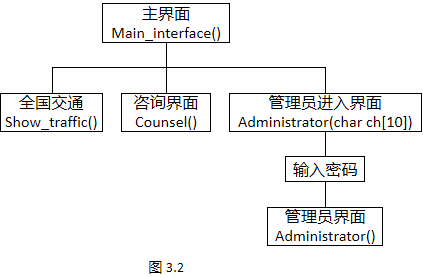 主界面
Main_interface()
全国交通
Show_traffic()
咨询界面
Counsel()
管理员进入界面
Administrator(char ch[10])
输入密码
管理员界面
Administrator()
图 3.2